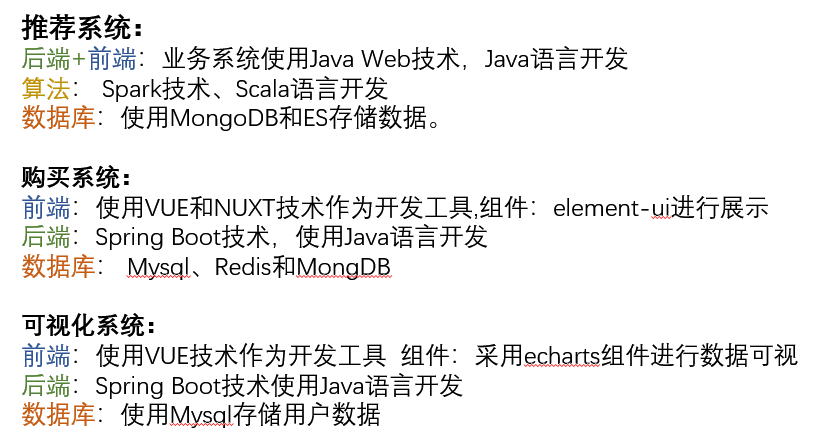 推荐系统：
后端+前端：业务系统使用Java Web技术，Java语言开发
算法： Spark技术、Scala语言开发
数据库：使用MongoDB和ES存储数据。
购买系统：
前端：使用VUE和NUXT技术作为开发工具,组件：element-ui进行展示
后端：Spring Boot技术，使用Java语言开发
数据库： Mysql、Redis和MongDB
可视化系统：
前端：使用VUE技术作为开发工具 组件：采用echarts组件进行数据可视
后端：Spring Boot技术使用Java语言开发
数据库：使用Mysql存储用户数据